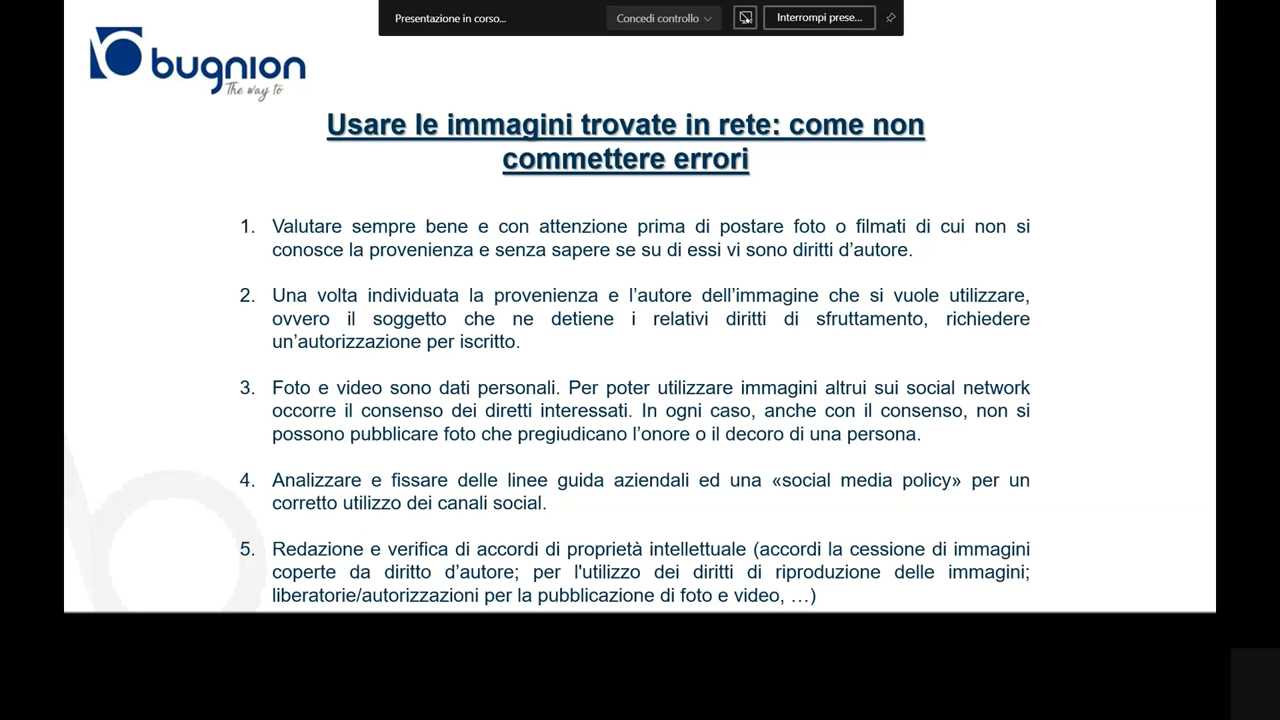 Presentazione in corso...
Concedi controllo
Interrompi prese...
bugnion
The way to
Usare le immagini trovate in rete: come non
commettere errori
1. Valutare sempre bene e con attenzione prima di postare foto o filmati di cui non si
conosce la provenienza e senza sapere se su di essi vi sono diritti d'autore.
2. Una volta individuata la provenienza e l'autore dell'immagine che si vuole utilizzare,
ovvero il soggetto che ne detiene i relativi diritti di sfruttamento, richiedere
un'autorizzazione per iscritto.
3. Foto e video sono dati personali. Per poter utilizzare immagini altrui sui social network
occorre il consenso dei diretti interessati. In ogni caso, anche con il consenso, non si
possono pubblicare foto che pregiudicano l'onore o il decoro di una persona.
4. Analizzare e fissare delle linee guida aziendali ed una «social media policy» per un
corretto utilizzo dei canali social.
5. Redazione e verifica di accordi di proprietà intellettuale (accordi la cessione di immagini
coperte da diritto d'autore; per l'utilizzo dei diritti di riproduzione delle immagini;
liberatorie/autorizzazioni per la pubblicazione di foto e video, …)